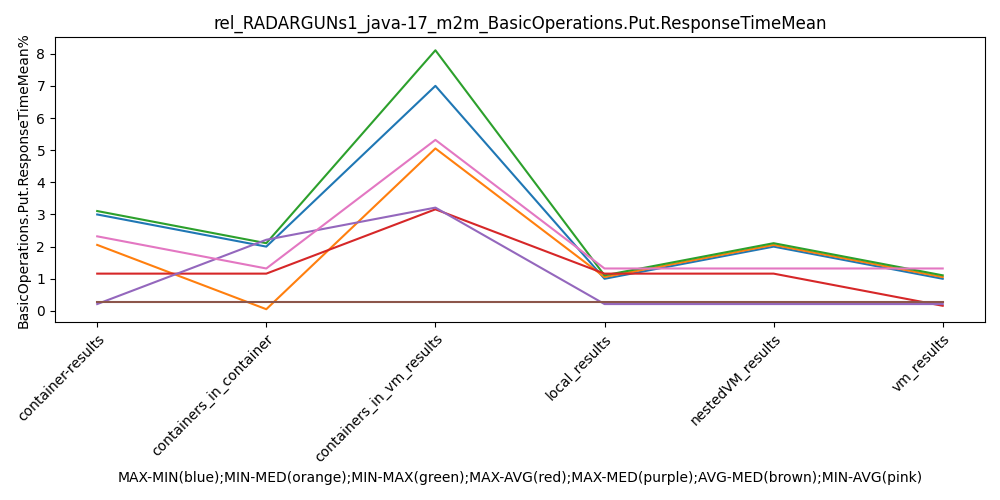 rel_RADARGUNs1_java-17_m2m_BasicOperations.Put.ResponseTimeMean
BasicOperations.Put.ResponseTimeMean%
8
7
6
5
4
3
2
1
0
container-results
containers_in_container
containers_in_vm_results
local_results
nestedVM_results
vm_results
MAX-MIN(blue);MIN-MED(orange);MIN-MAX(green);MAX-AVG(red);MAX-MED(purple);AVG-MED(brown);MIN-AVG(pink)